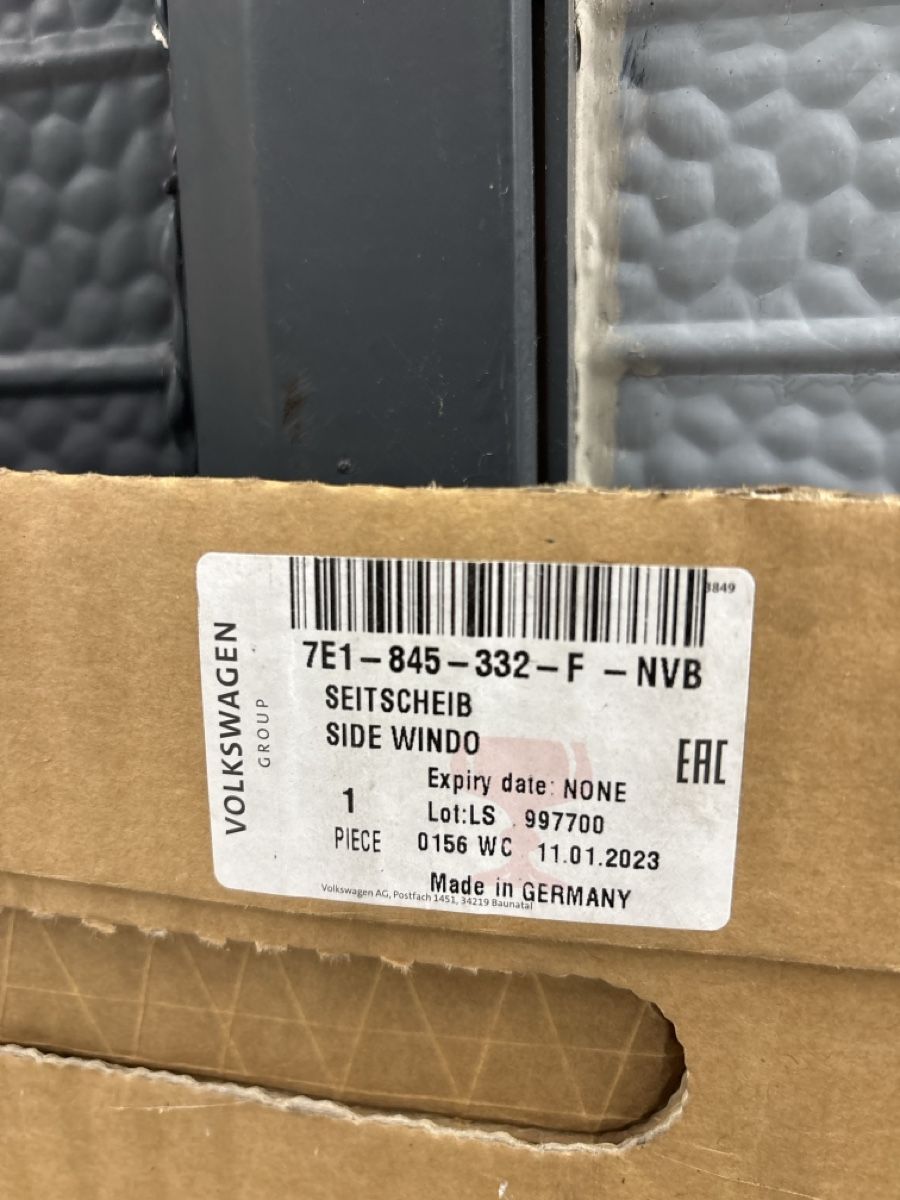 3849
7E1-845-332-F -NVB
SEITSCHEIB
SIDE WINDO
VOLKSWAGEN
GROUP
EAC
Expiry date: NONE
1
Lot:LS 997700
PIECE
0156 WC 11.01.2023
Made in GERMANY
Volkswagen AG, Postfach 1451, 34219 Baunatal